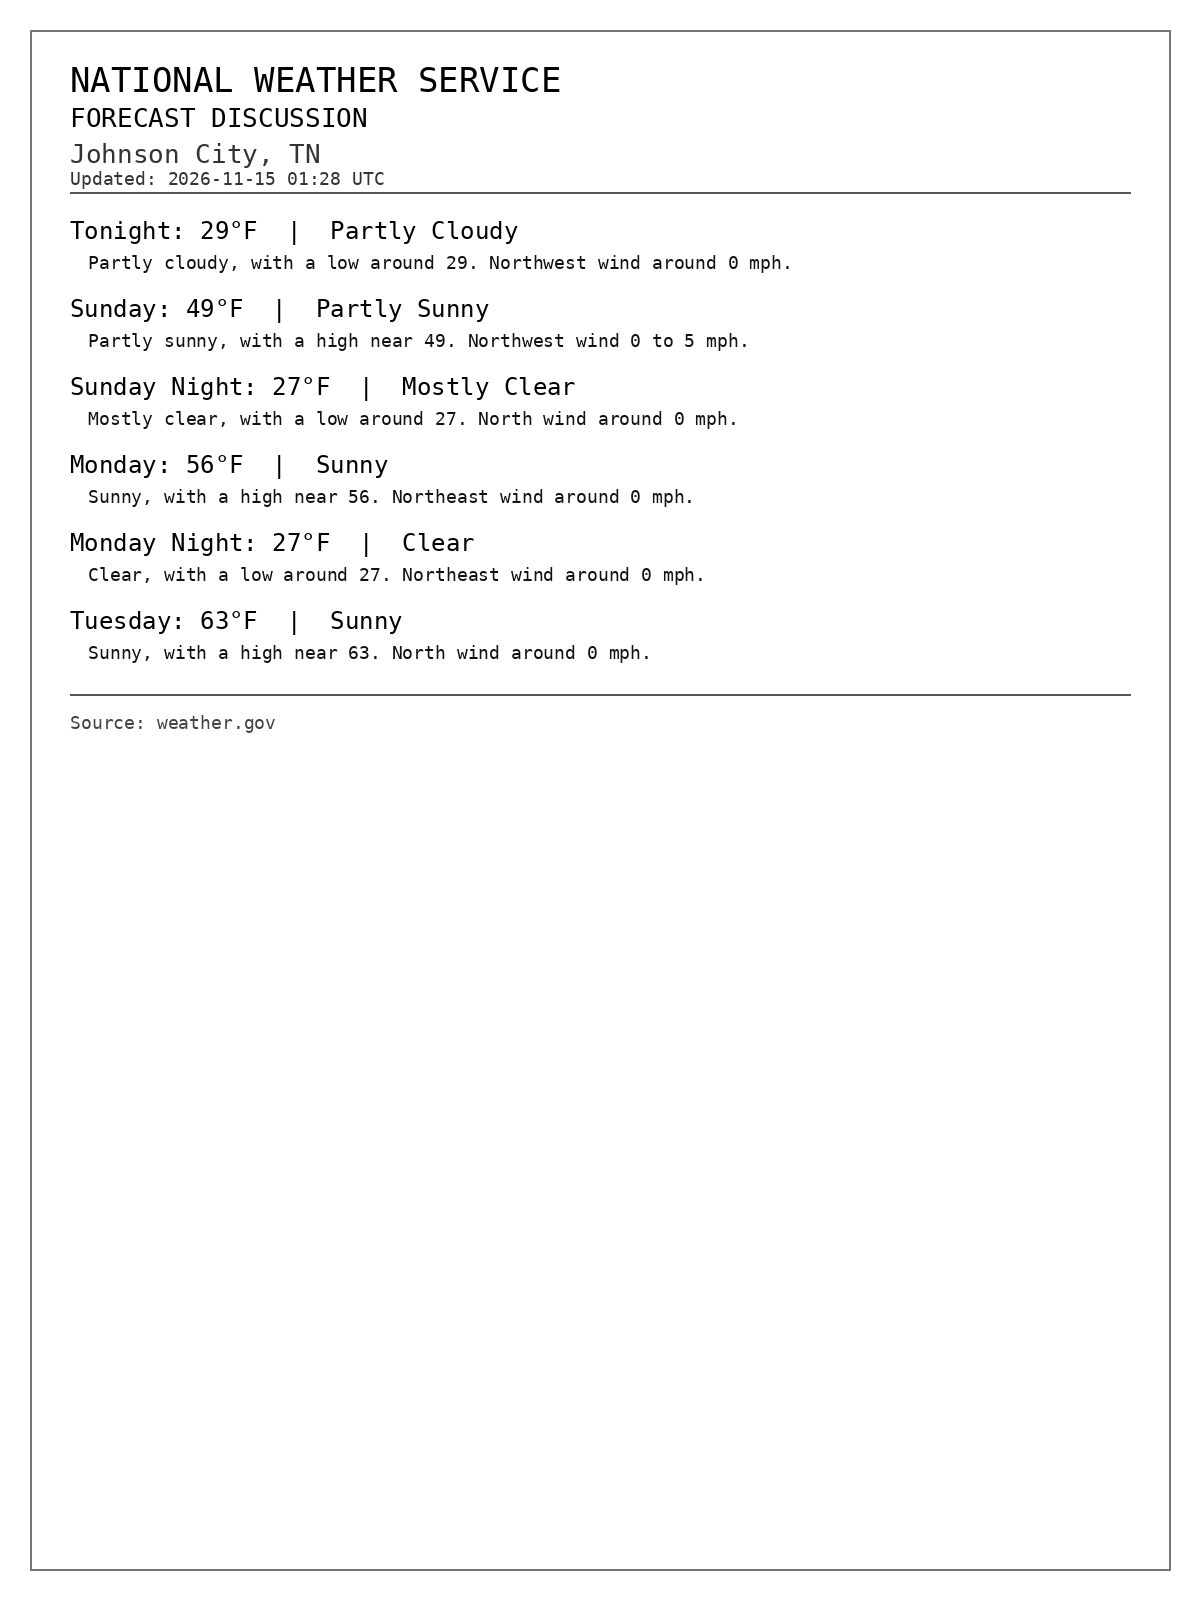 NATIONAL WEATHER SERVICE
FORECAST DISCUSSION
Johnson City, TN
Updated: 2026-11-15 01:28 UTC
Tonight: 29°F | Partly Cloudy
Partly cloudy, with a low around 29. Northwest wind around 0 mph.
Sunday: 49°F | Partly Sunny
Partly sunny, with a high near 49. Northwest wind 0 to 5 mph.
Sunday Night: 27°F | Mostly Clear
Mostly clear, with a low around 27. North wind around 0 mph.
Monday: 56°F | Sunny
Sunny, with a high near 56. Northeast wind around 0 mph.
Monday Night: 27°F | Clear
Clear, with a low around 27. Northeast wind around 0 mph.
Tuesday: 63°F | Sunny
Sunny, with a high near 63. North wind around 0 mph.
Source: weather.gov